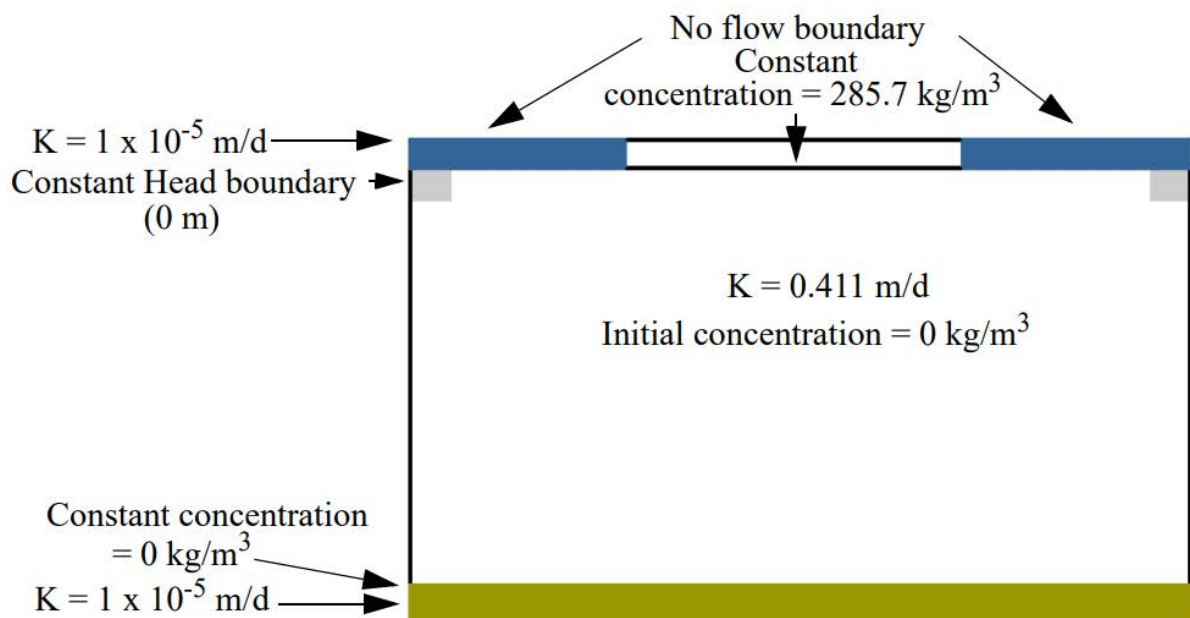 No flow boundary
Constant
concentration = 285.7 kg/m³
K = 1 x 10⁻⁵ m/d
Constant Head boundary
(0 m)
K = 0.411 m/d
Initial concentration = 0 kg/m³
Constant concentration
= 0 kg/m³
K = 1 x 10⁻⁵ m/d